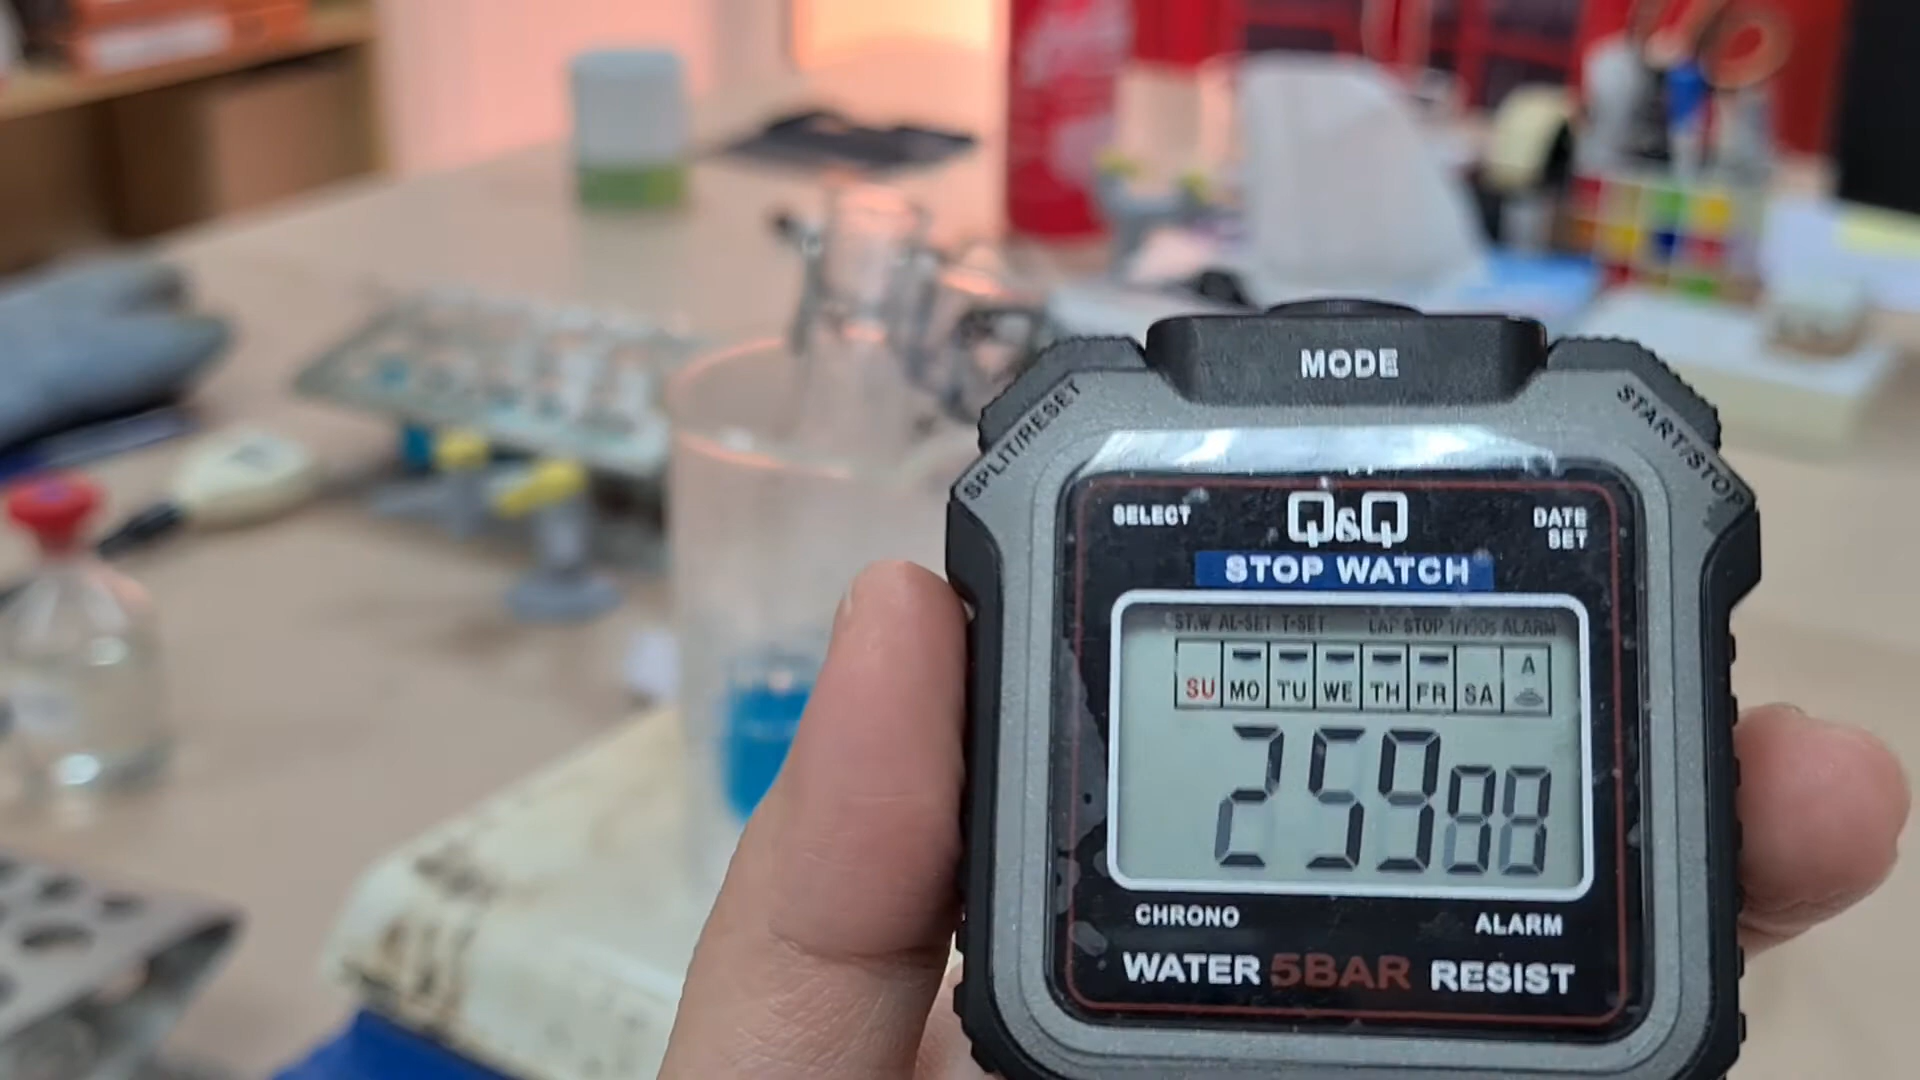 MODE
SPLIT/RESET
START/STOP
SELECT
Q&Q
DATE
SET
STOP WATCH
ST.W AL-SET T-SET LAP STOP 1/100s ALARM
A
SU MO TU WE TH FR SA
259
CHRONO
ALARM
WATER 5BAR RESIST